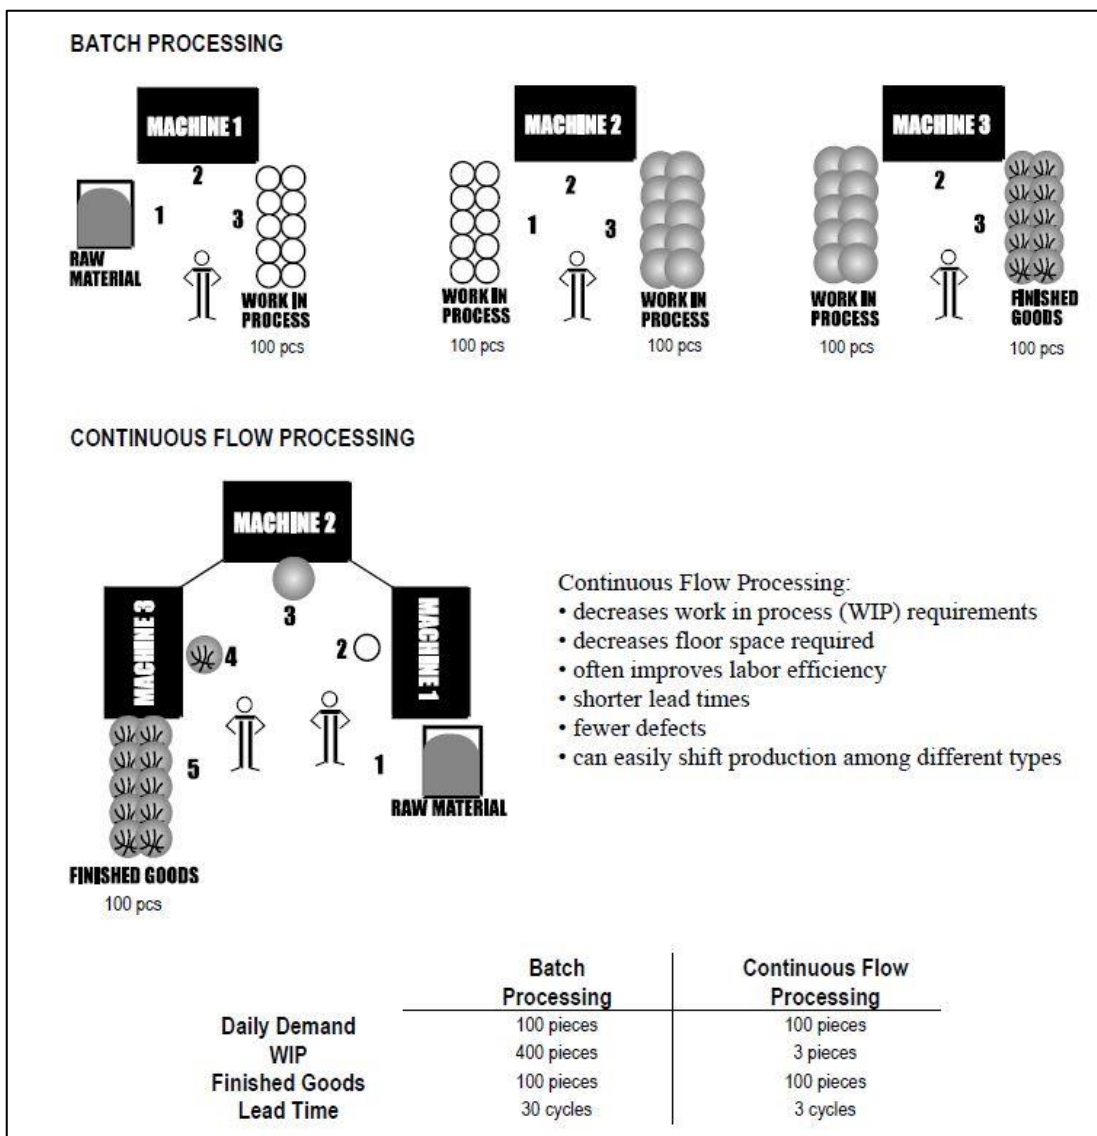 BATCH PROCESSING
MACHINE 1
MACHINE 2
MACHINE 3
2
1
3
RAW
MATERIAL
WORK IN
PROCESS
100 pcs
2
1
3
WORK IN
PROCESS
100 pcs
WORK IN
PROCESS
100 pcs
2
3
WORK IN
PROCESS
100 pcs
FINISHED
GOODS
100 pcs
CONTINUOUS FLOW PROCESSING
MACHINE 2
MACHINE 3
MACHINE 1
3
4
2
5
1
RAW MATERIAL
FINISHED GOODS
100 pcs
Continuous Flow Processing:
• decreases work in process (WIP) requirements
• decreases floor space required
• often improves labor efficiency
• shorter lead times
• fewer defects
• can easily shift production among different types
Batch Processing
Continuous Flow Processing
Daily Demand 100 pieces 100 pieces
WIP 400 pieces 3 pieces
Finished Goods 100 pieces 100 pieces
Lead Time 30 cycles 3 cycles